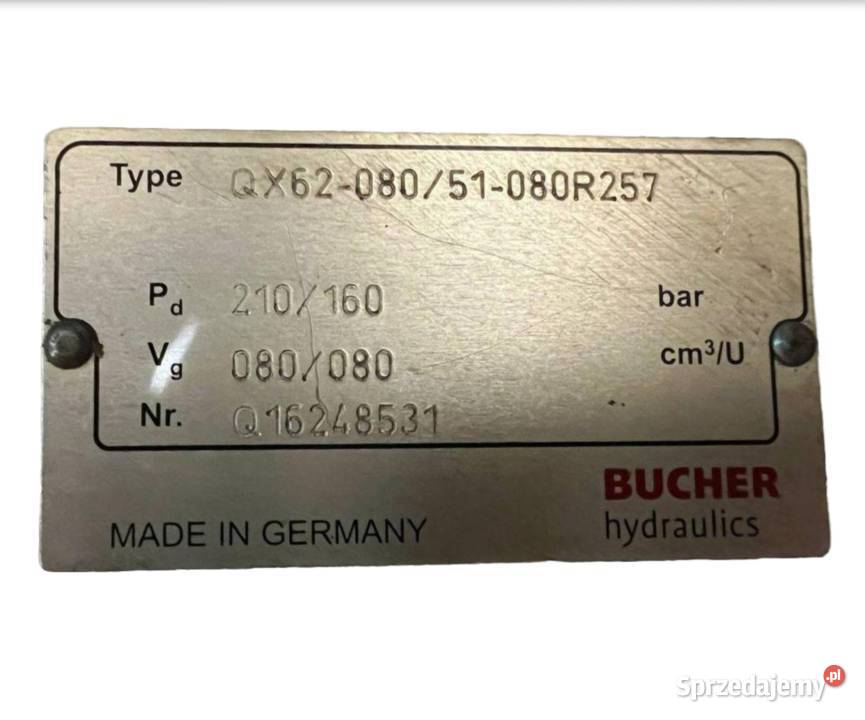 Type QX62-080/51-080R257
Pd 210/160 bar
Vg 080/080 cm³/U
Nr. Q16248531
BUCHER
hydraulics
MADE IN GERMANY
Sprzedajemy.pl